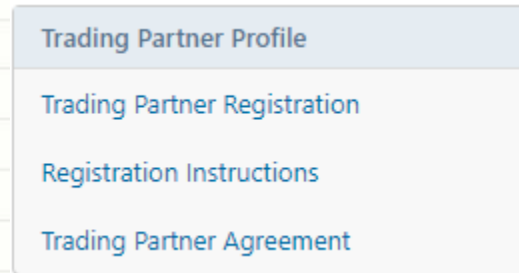 Trading Partner Profile
Trading Partner Registration
Registration Instructions
Trading Partner Agreement